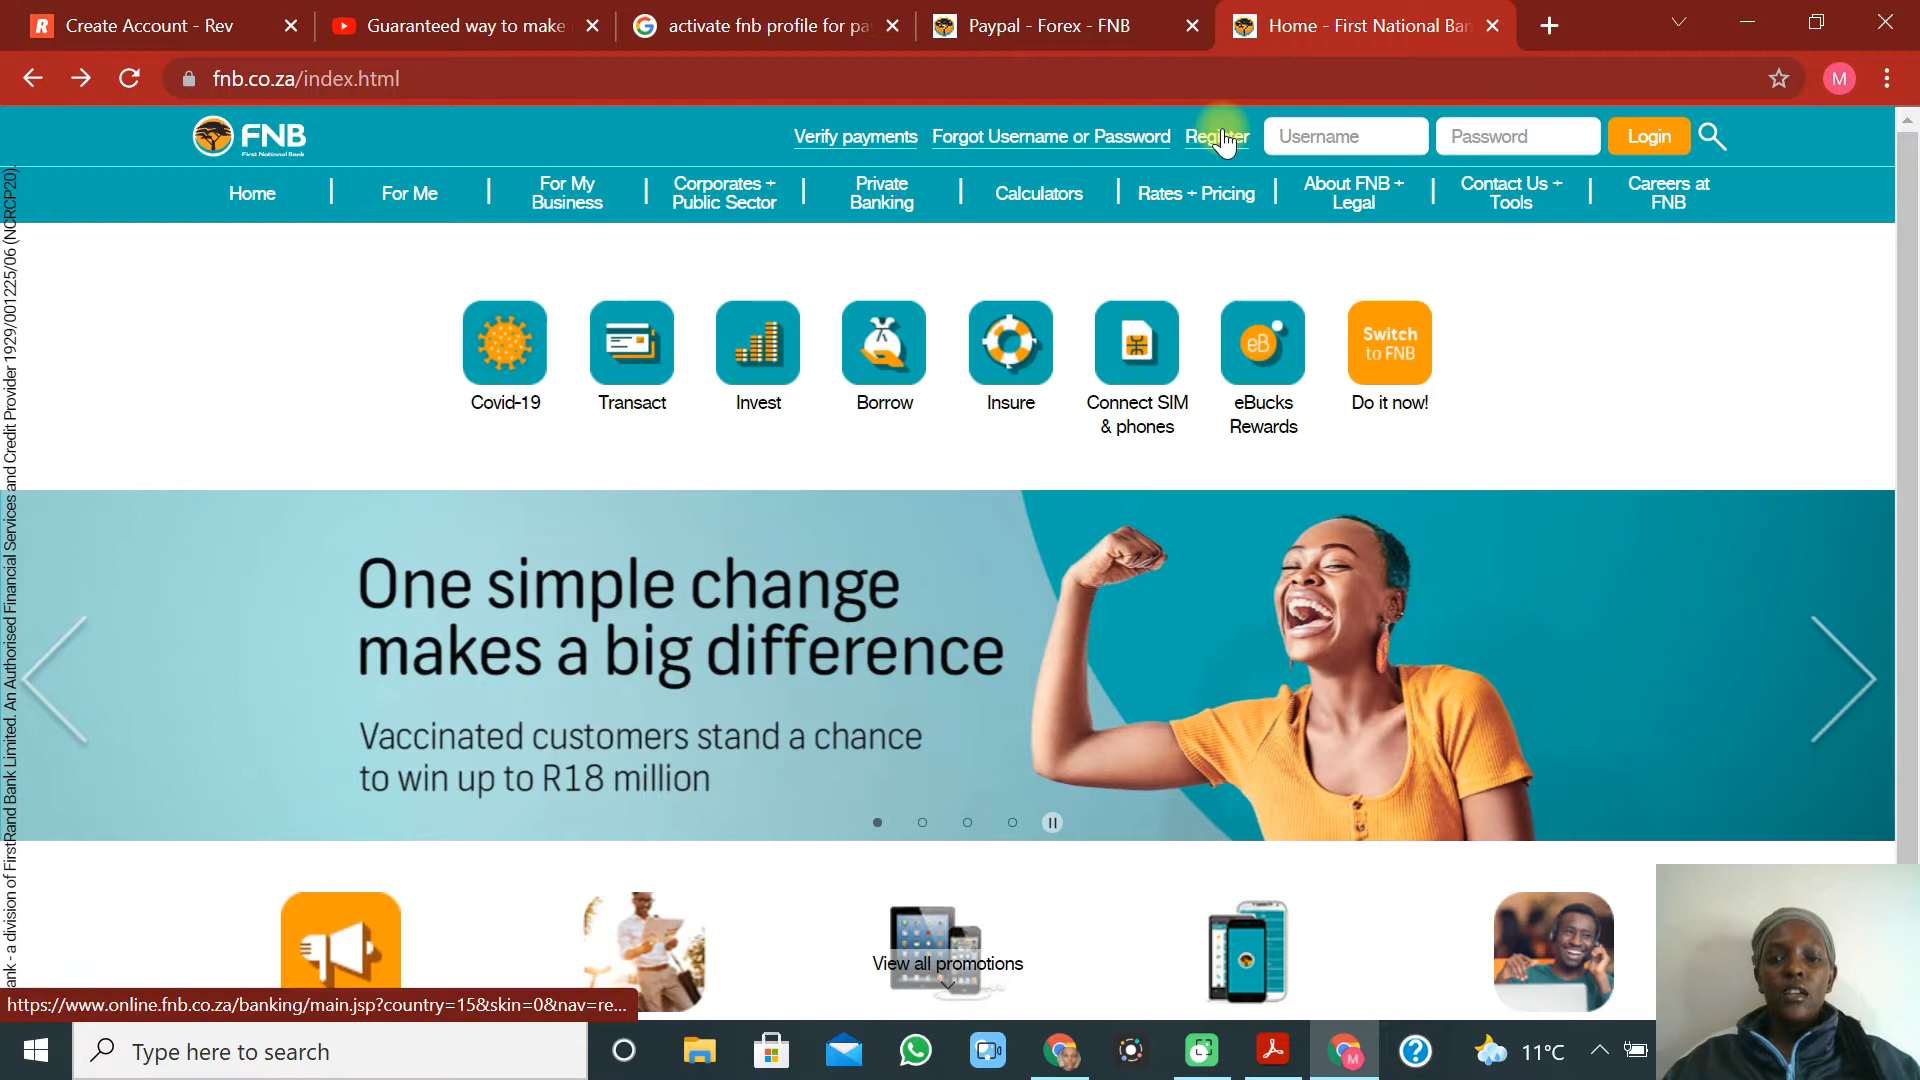 Create Account - Rev
Guaranteed way to make
activate fnb profile for pa
Paypal - Forex - FNB
Home - First National Ban
fnb.co.za/index.html
M
FNB
First National Bank
Verify payments
Forgot Username or Password
Register
Username
Password
Login
Home
For Me
For My
Business
Corporates +
Public Sector
Private
Banking
Calculators
Rates + Pricing
About FNB +
Legal
Contact Us +
Tools
Careers at
FNB
ank - a division of FirstRand Bank Limited. An Authorised Financial Services and Credit Provider 1929/001225/06 (NCRCP20).
eB
Switch
to FNB
Covid-19
Transact
Invest
Borrow
Insure
Connect SIM
& phones
eBucks
Rewards
Do it now!
One simple change
makes a big difference
Vaccinated customers stand a chance
to win up to R18 million
View all promotions
https://www.online.fnb.co.za/banking/main.jsp?country=15&skin=0&nav=re...
Type here to search
M
11°C